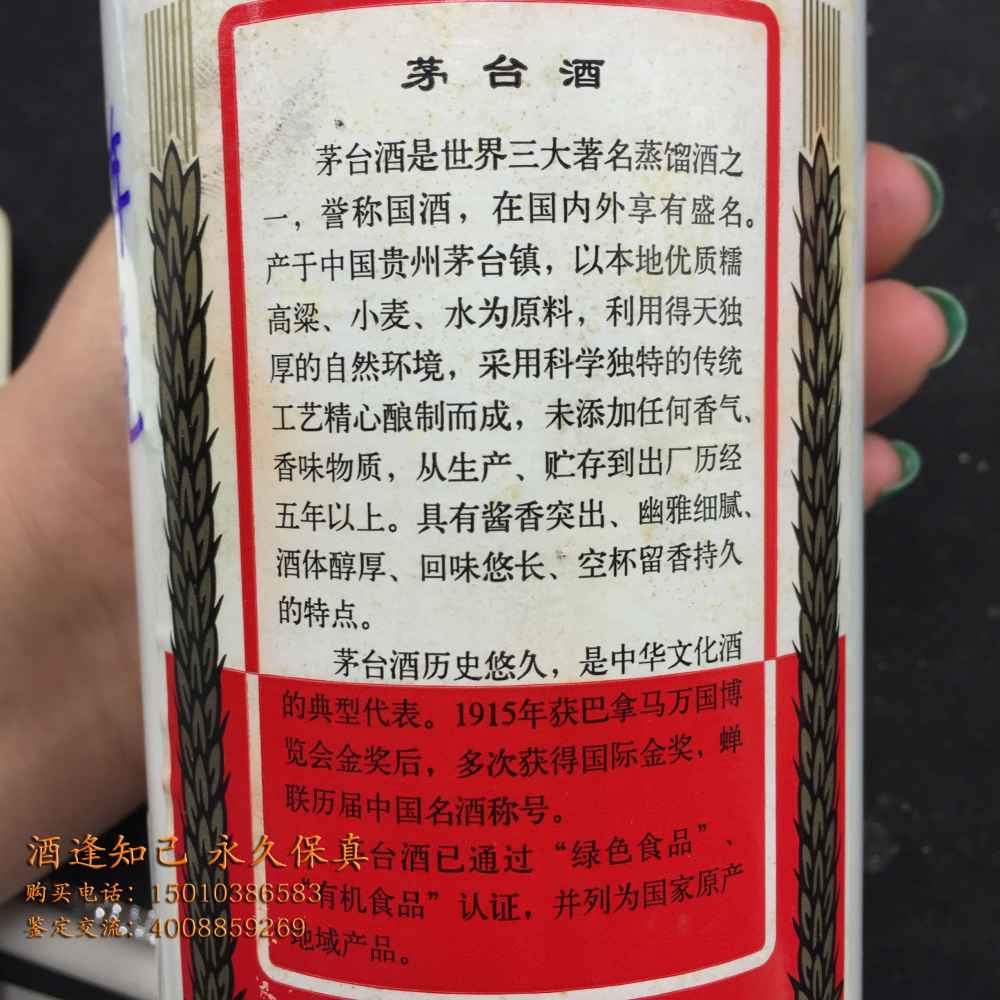 茅台酒
茅台酒是世界三大著名蒸馏酒之
一，誉称国酒，在国内外享有盛名。
产于中国贵州茅台镇，以本地优质糯
高粱、小麦、水为原料，利用得天独
厚的自然环境，采用科学独特的传统
工艺精心酿制而成，未添加任何香气、
香味物质，从生产、贮存到出厂历经
五年以上。具有酱香突出、幽雅细腻、
酒体醇厚、回味悠长、空杯留香持久
的特点。
茅台酒历史悠久，是中华文化酒
的典型代表。1915年获巴拿马万国博
览会金奖后，多次获得国际金奖，蝉
联历届中国名酒称号。
台酒已通过“绿色食品”、
“有机食品”认证，并列为国家原产
地域产品。
酒逢知己 永久保真
购买电话：15010386583
鉴定交流：4008859269